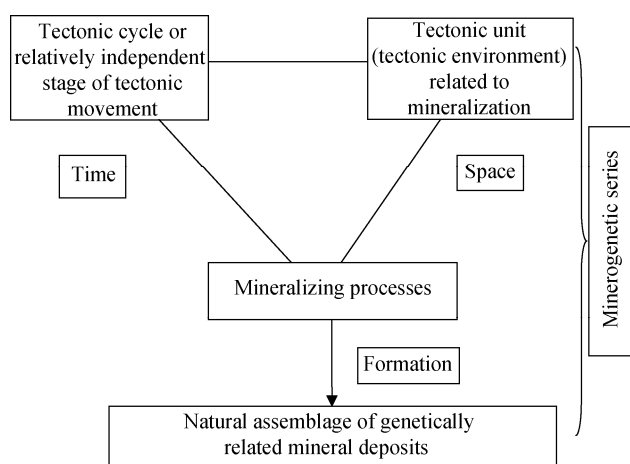 Tectonic cycle or
relatively independent
stage of tectonic
movement
Tectonic unit
(tectonic environment)
related to
mineralization
Time
Space
Mineralizing processes
Formation
Natural assemblage of genetically
related mineral deposits
Minerogenetic series